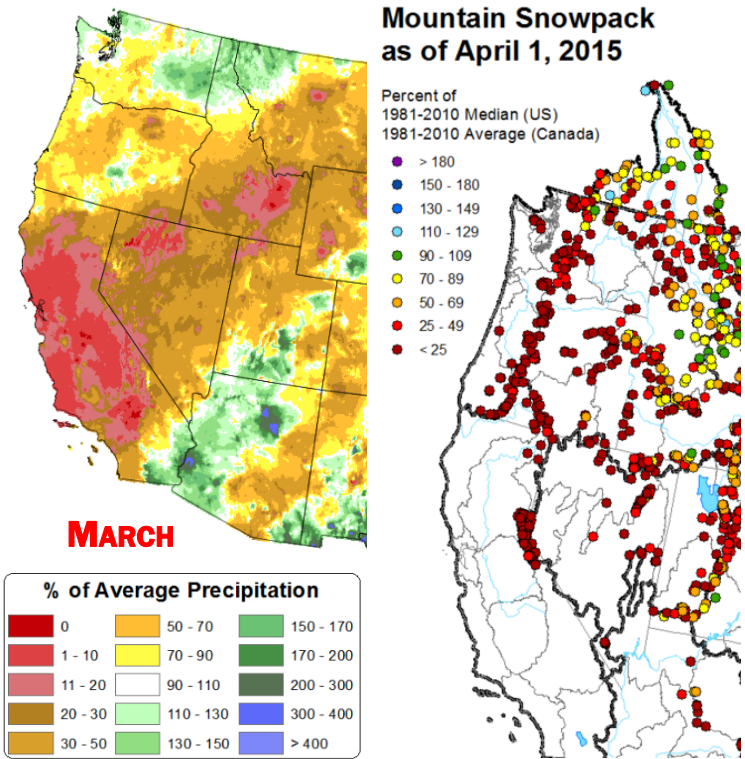 MARCH
% of Average Precipitation
0
1 - 10
11 - 20
20 - 30
30 - 50
50 - 70
70 - 90
90 - 110
110 - 130
130 - 150
150 - 170
170 - 200
200 - 300
300 - 400
> 400
Mountain Snowpack
as of April 1, 2015
Percent of
1981-2010 Median (US)
1981-2010 Average (Canada)
> 180
150 - 180
130 - 149
110 - 129
90 - 109
70 - 89
50 - 69
25 - 49
< 25